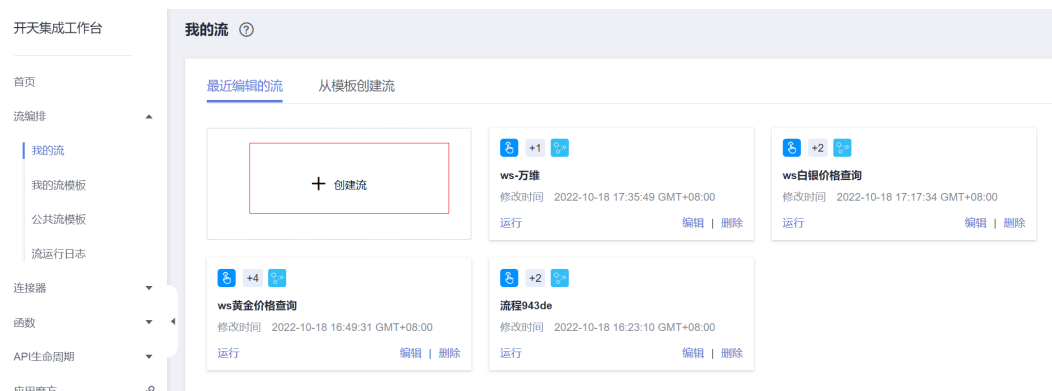 开天集成工作台
我的流 ?
首页
最近编辑的流 从模板创建流
流编排
我的流
我的流模板
公共流模板
流运行日志
连接器
函数
API生命周期
应用魔方
+ 创建流
+1
ws-万维
修改时间 2022-10-18 17:35:49 GMT+08:00
运行 编辑 | 删除
+2
ws白银价格查询
修改时间 2022-10-18 17:17:34 GMT+08:00
运行 编辑 | 删除
+4
ws黄金价格查询
修改时间 2022-10-18 16:49:31 GMT+08:00
运行 编辑 | 删除
+2
流程943de
修改时间 2022-10-18 16:23:10 GMT+08:00
运行 编辑 | 删除